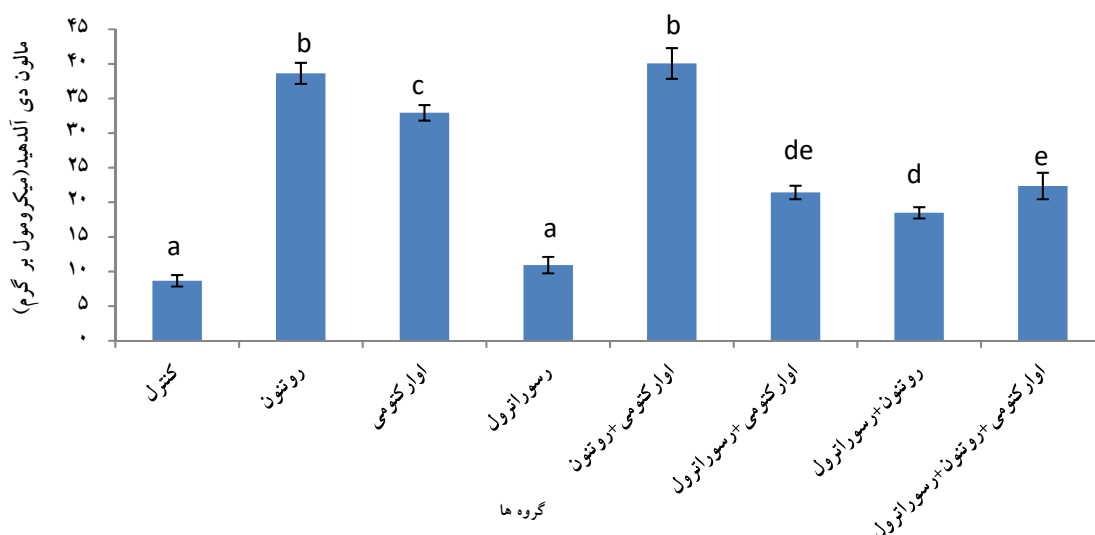 مالون دی آلدهید(میکرومول بر گرم)
۴۵
۴۰
۳۵
۳۰
۲۵
۲۰
۱۵
۱۰
۵
۰
a
b
c
a
b
de
d
e
کنترل
روتنون
اوارکتومی
رسوراترول
اوارکتومی+روتنون
اوارکتومی+رسوراترول
روتنون+رسوراترول
اوارکتومی+روتنون+رسوراترول
گروه ها